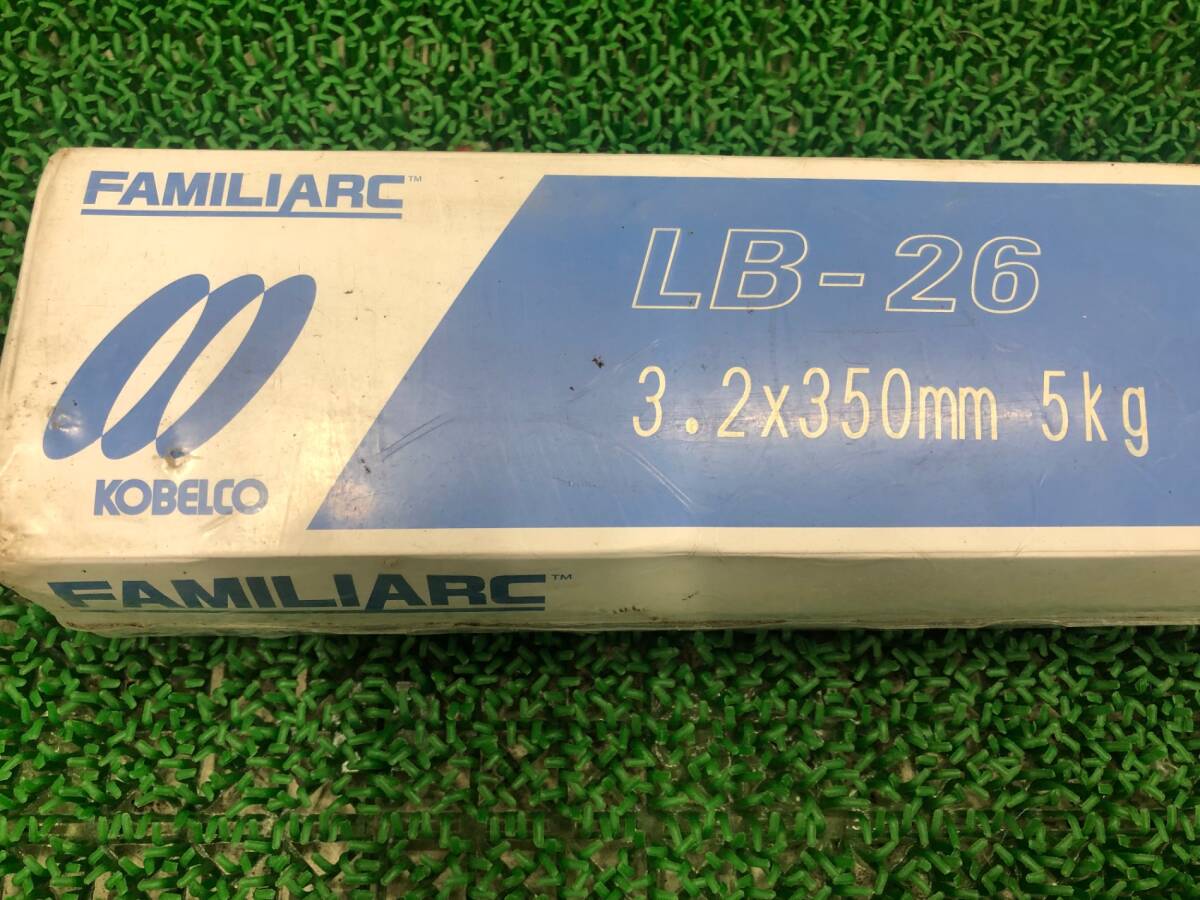 FAMILIARC™
LB-26
3.2x350mm 5kg
KOBELCO
FAMILIARC™